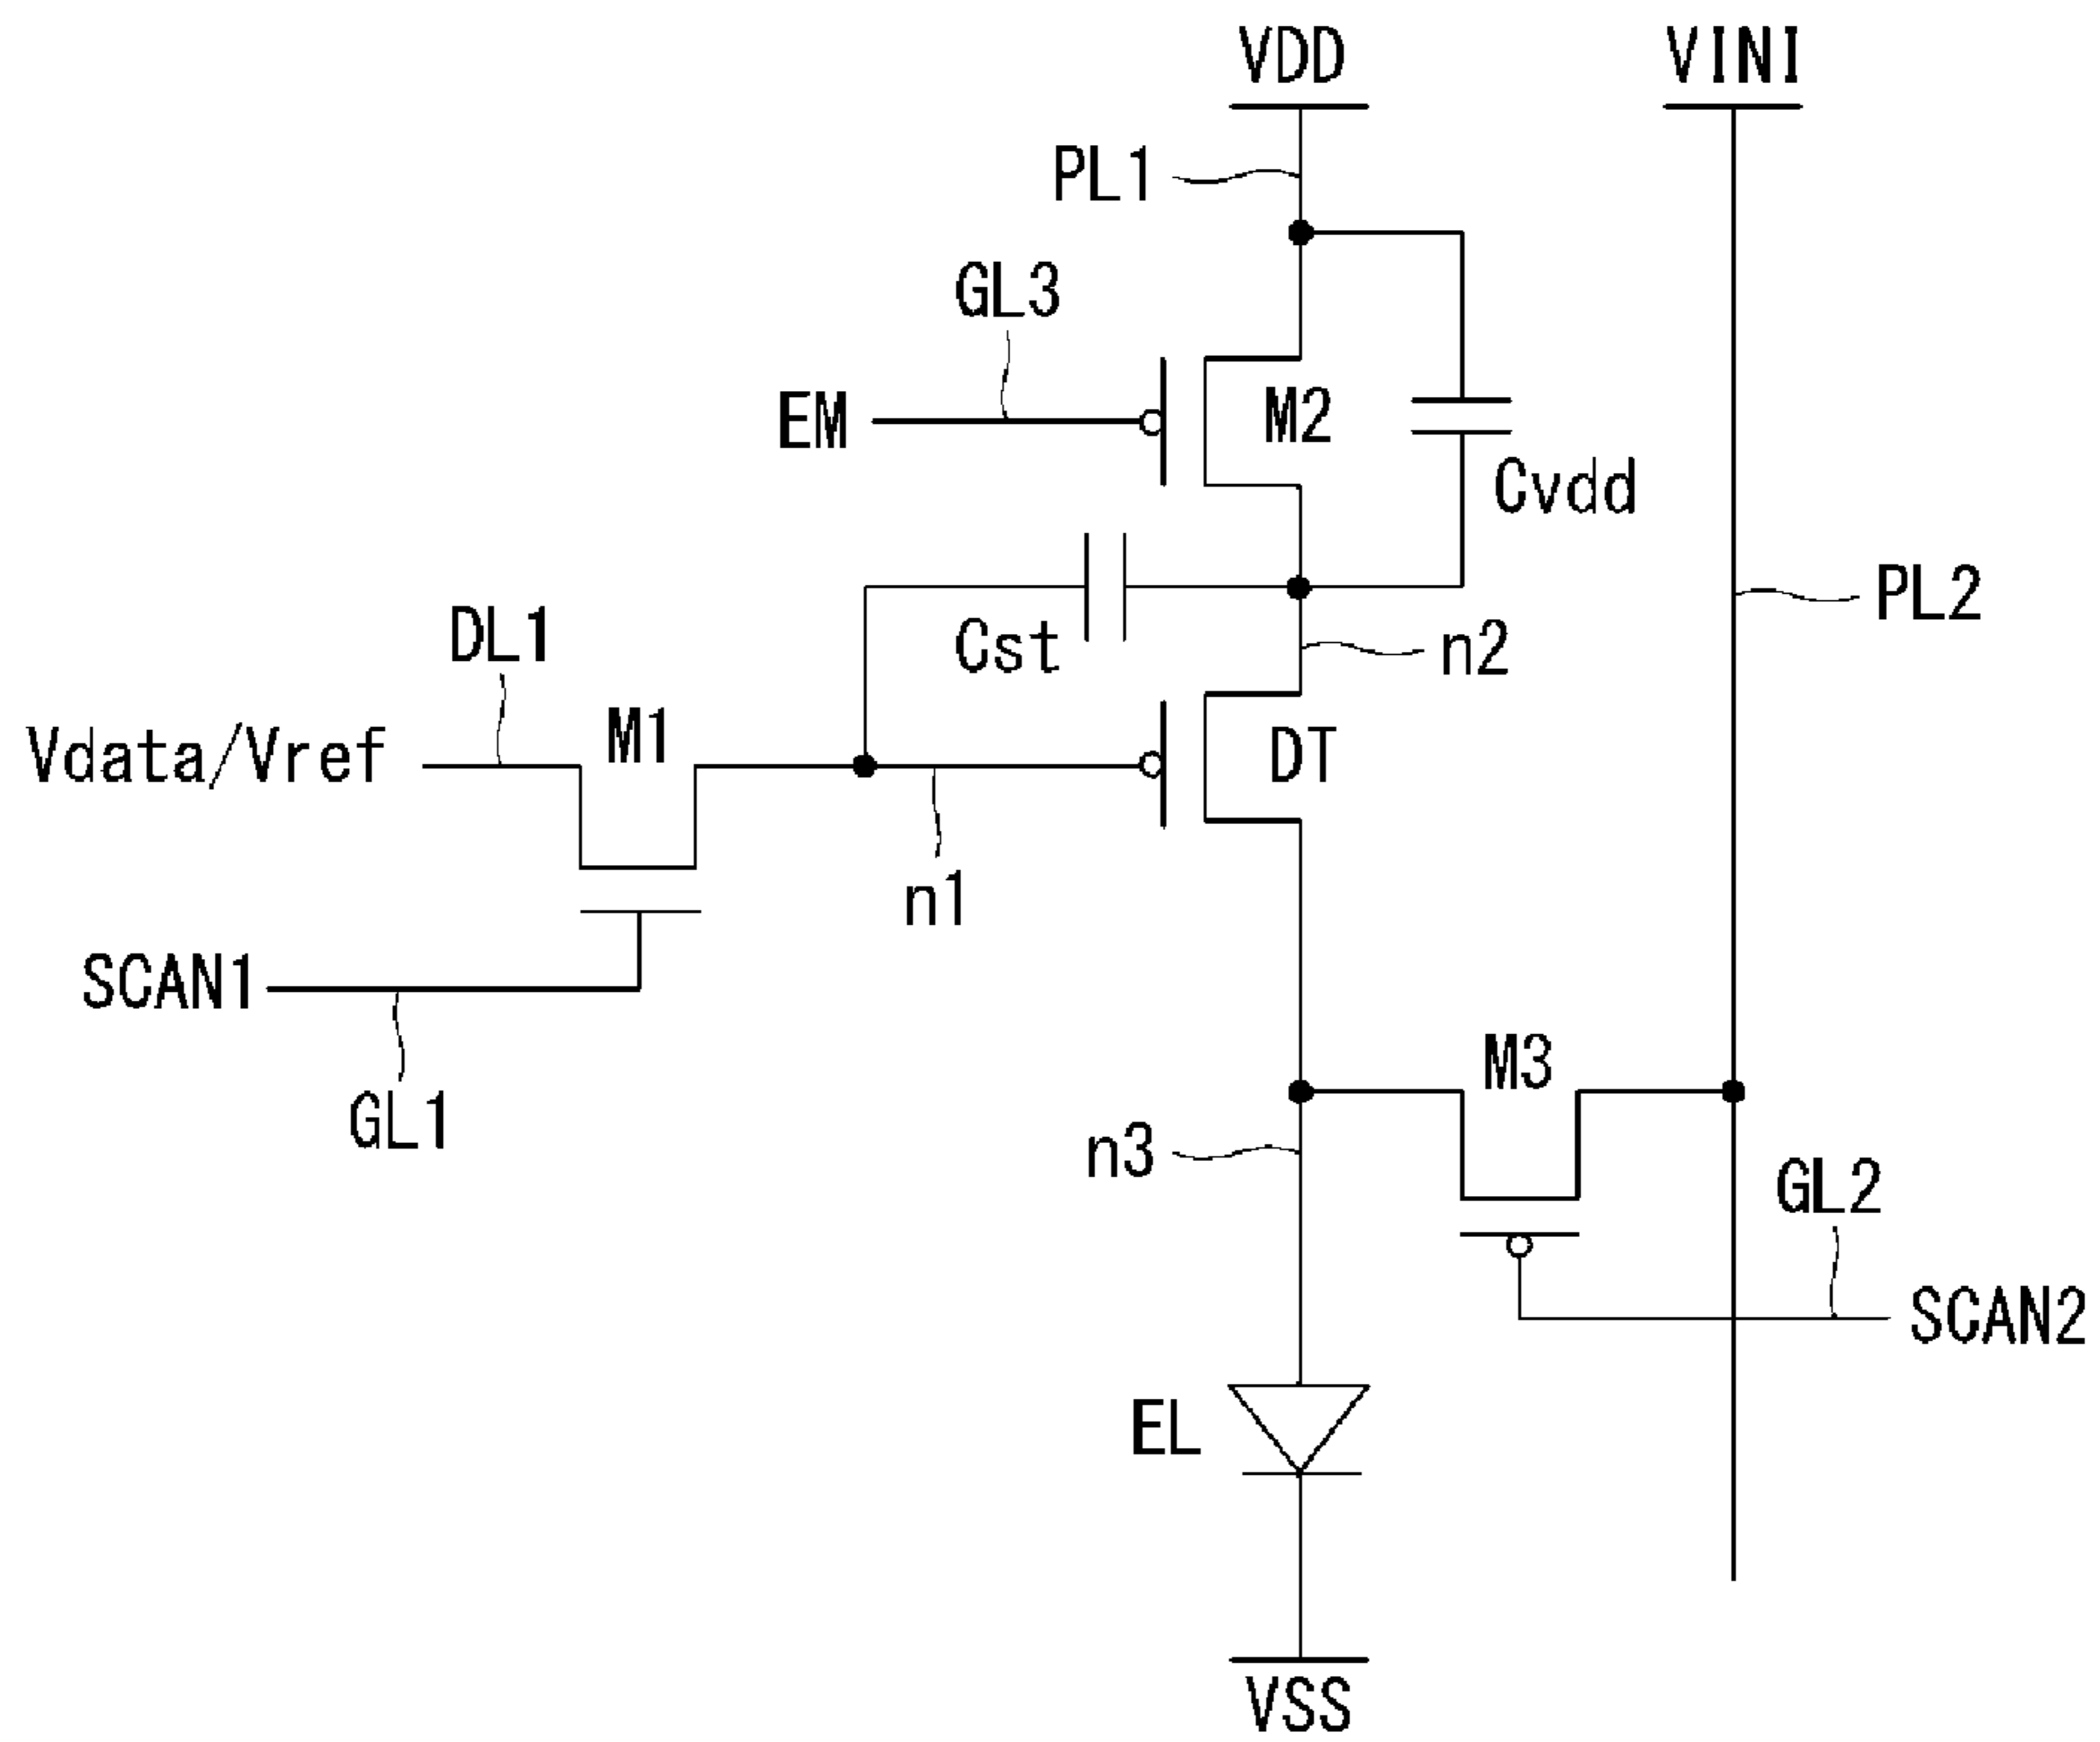 VDD
VINI
PL1
GL3
EM
M2
Cvdd
PL2
DL1
Cst
n2
Vdata/Vref
M1
DT
n1
SCAN1
M3
GL1
n3
GL2
SCAN2
EL
VSS